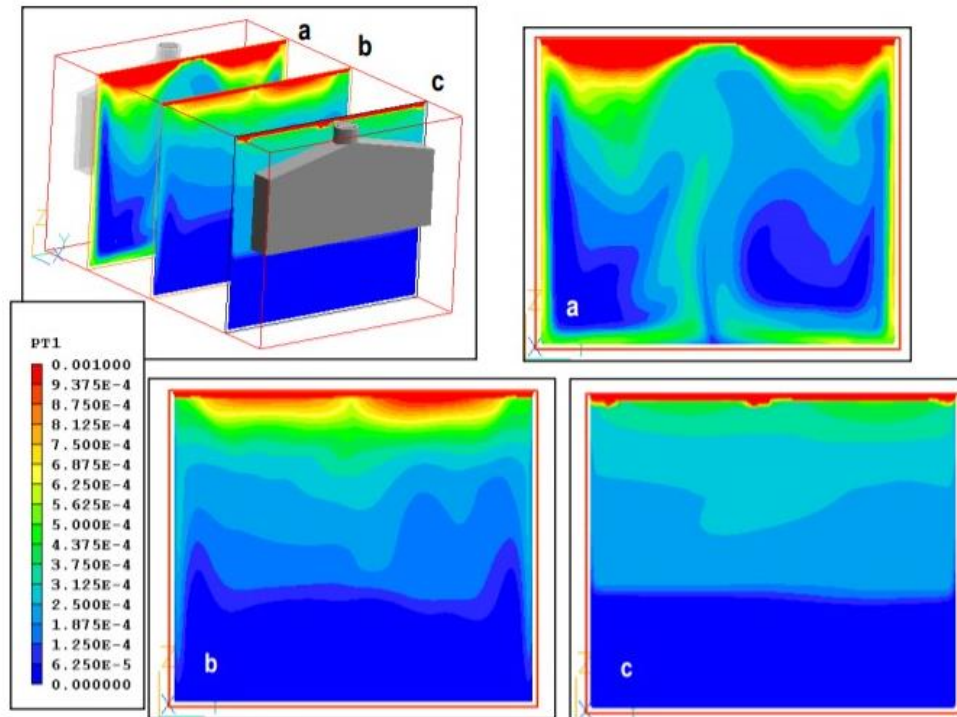 a
b
c
Z
Y
X
a
Z
X
PT1
0.001000
9.375E-4
8.750E-4
8.125E-4
7.500E-4
6.875E-4
6.250E-4
5.625E-4
5.000E-4
4.375E-4
3.750E-4
3.125E-4
2.500E-4
1.875E-4
1.250E-4
6.250E-5
0.000000
b
Z
X
c
Z
X